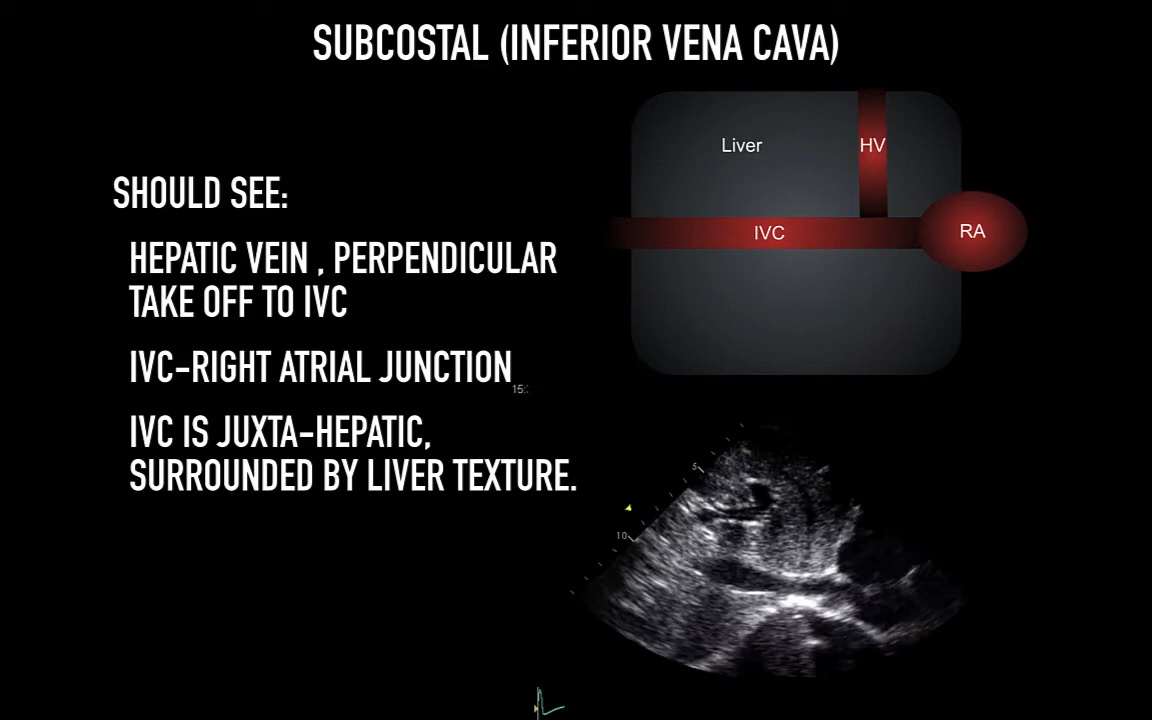 SUBCOSTAL (INFERIOR VENA CAVA)
SHOULD SEE:
HEPATIC VEIN , PERPENDICULAR
TAKE OFF TO IVC
IVC-RIGHT ATRIAL JUNCTION
IVC IS JUXTA-HEPATIC,
SURROUNDED BY LIVER TEXTURE.
Liver
HV
IVC
RA
5
10